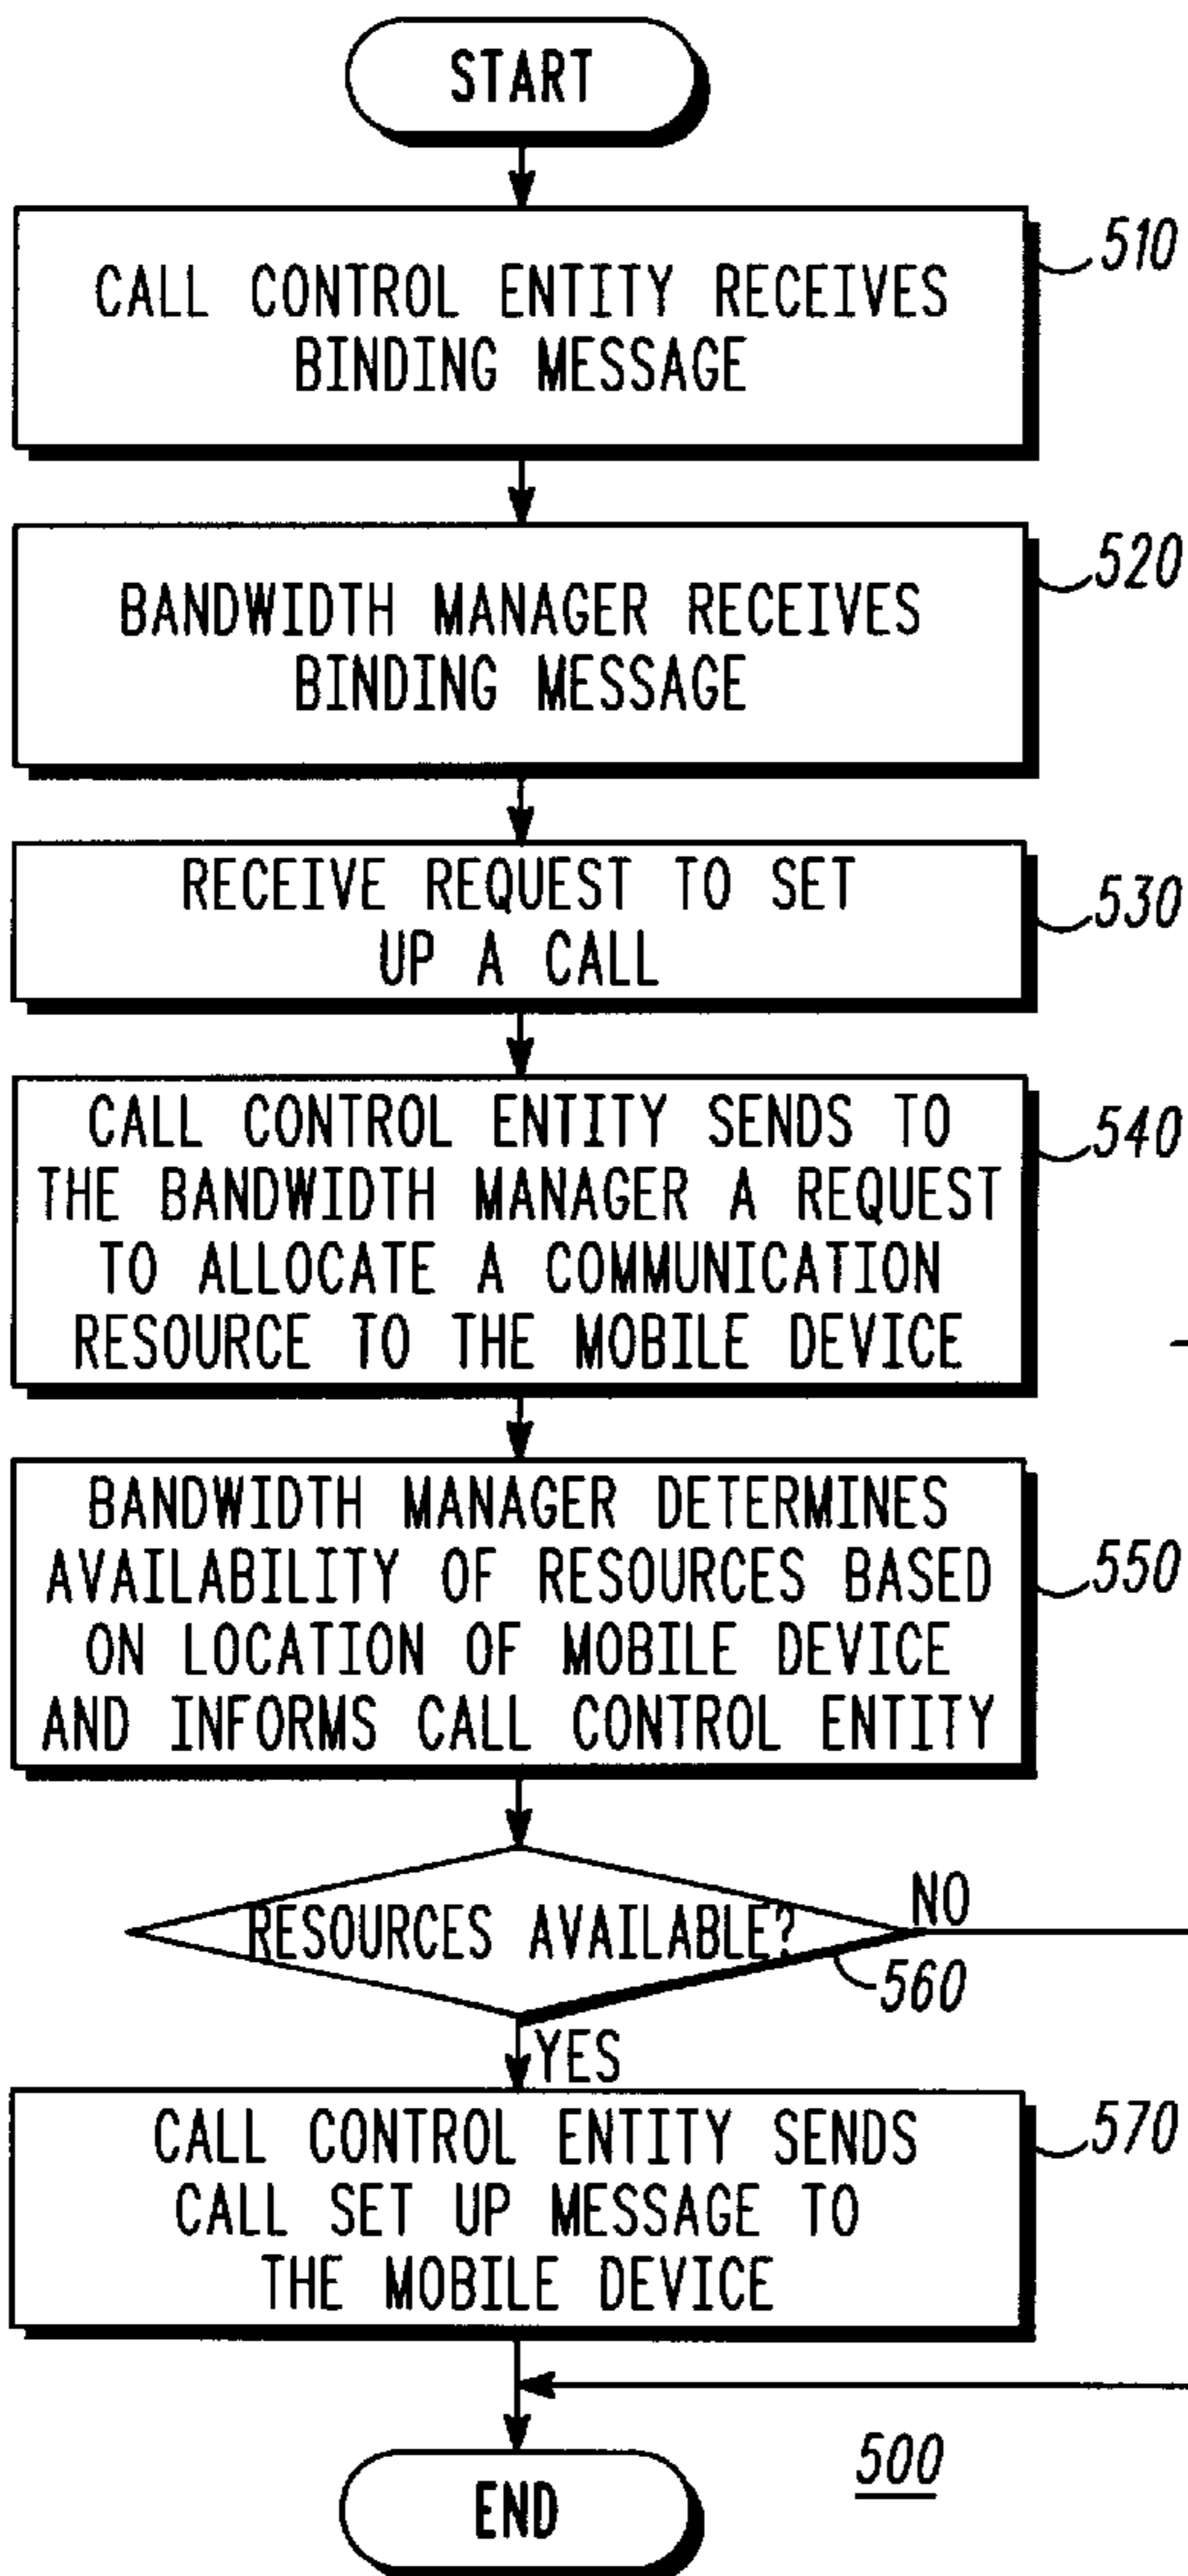 START
CALL CONTROL ENTITY RECEIVES
BINDING MESSAGE
510
BANDWIDTH MANAGER RECEIVES
BINDING MESSAGE
520
RECEIVE REQUEST TO SET
UP A CALL
530
CALL CONTROL ENTITY SENDS TO
THE BANDWIDTH MANAGER A REQUEST
TO ALLOCATE A COMMUNICATION
RESOURCE TO THE MOBILE DEVICE
540
BANDWIDTH MANAGER DETERMINES
AVAILABILITY OF RESOURCES BASED
ON LOCATION OF MOBILE DEVICE
AND INFORMS CALL CONTROL ENTITY
550
RESOURCES AVAILABLE?
NO
560
YES
CALL CONTROL ENTITY SENDS
CALL SET UP MESSAGE TO
THE MOBILE DEVICE
570
500
END